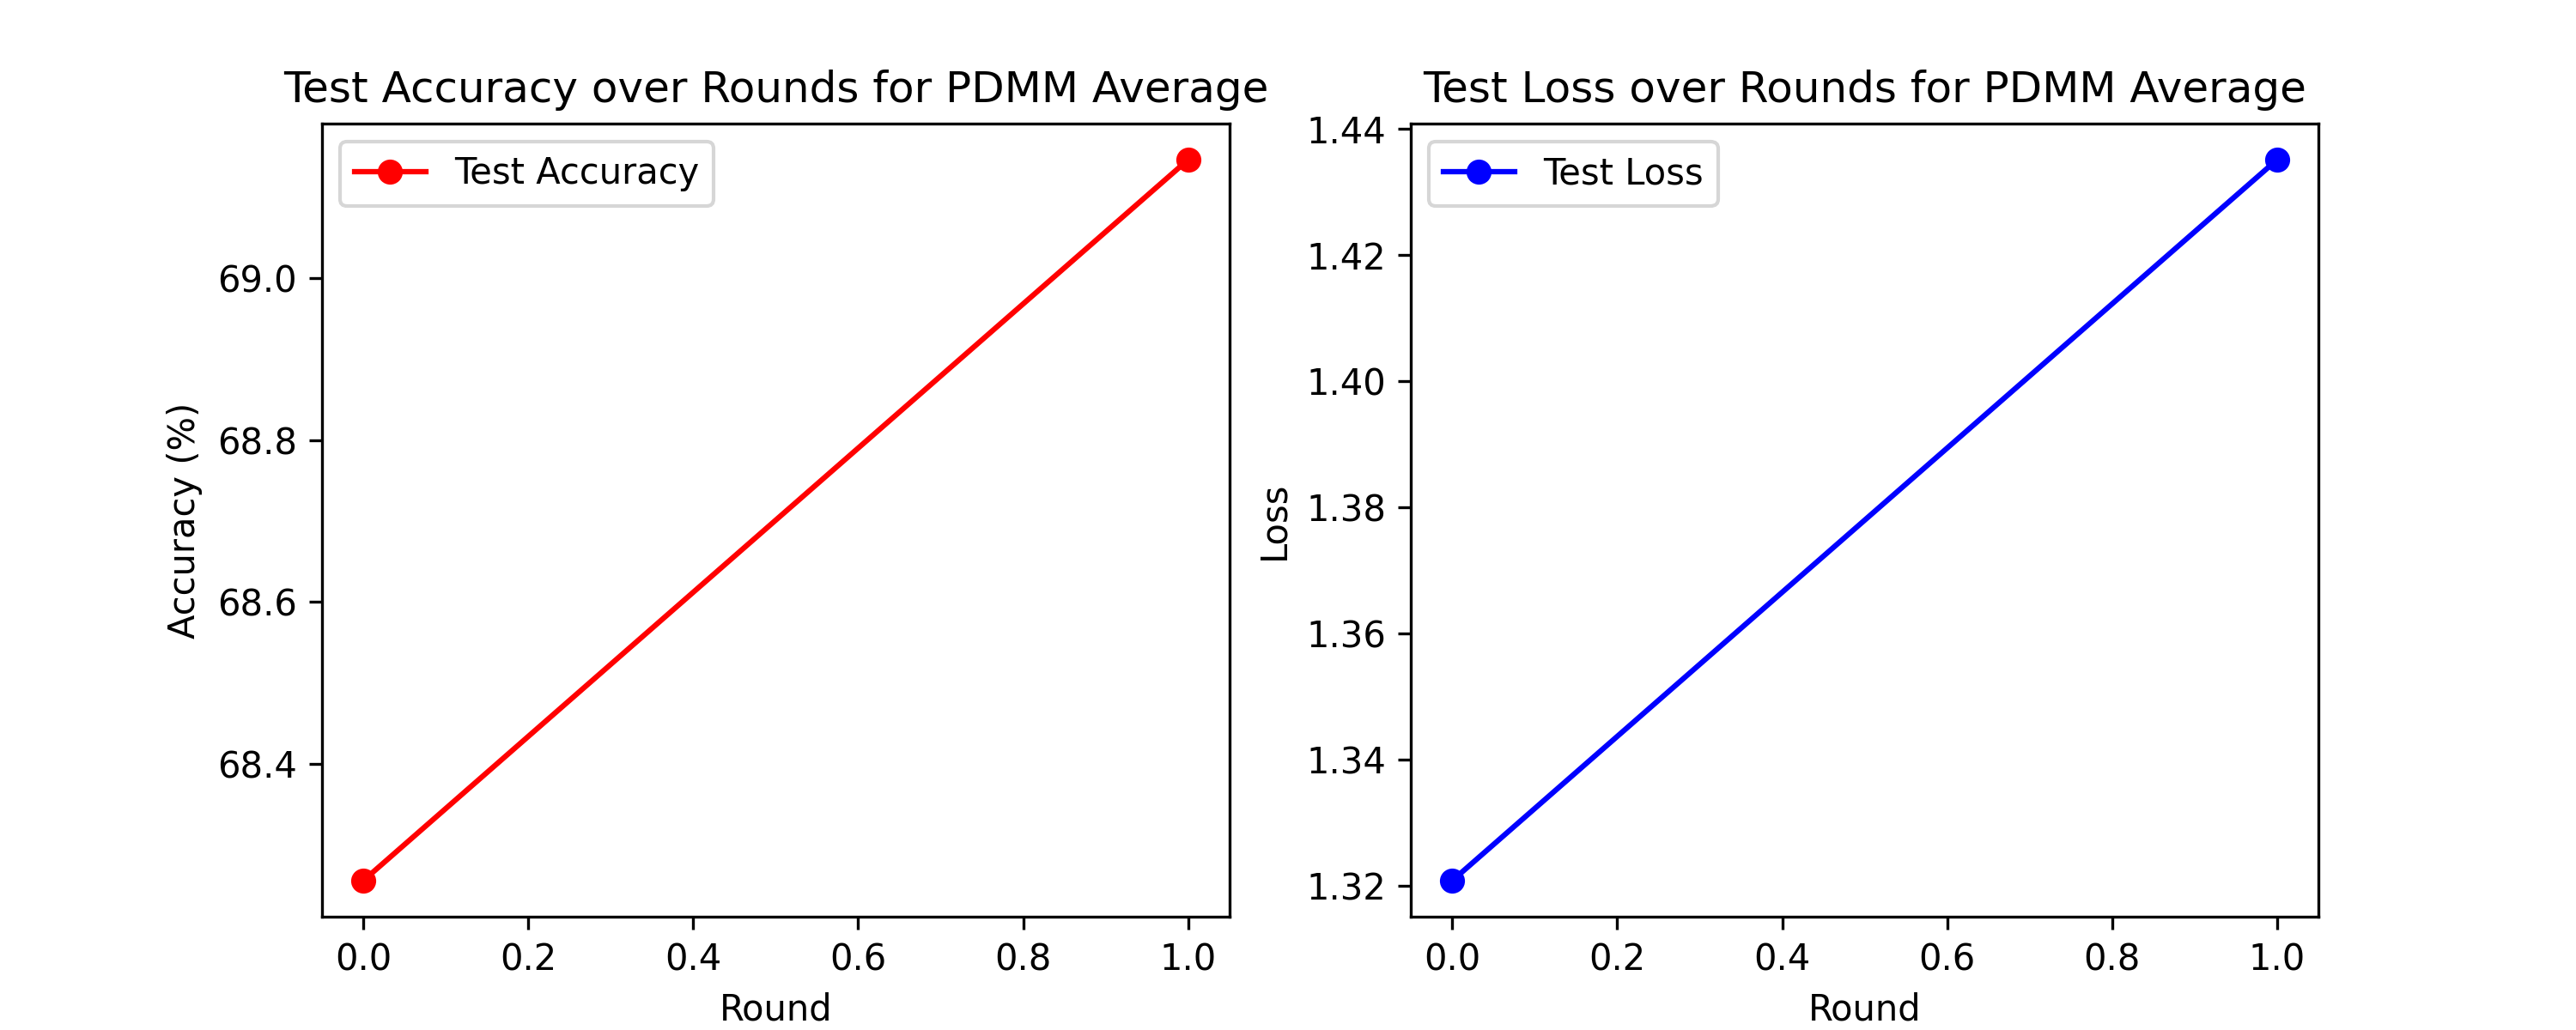 Test Accuracy over Rounds for PDMM Average
Test Accuracy
69.0
68.8
68.6
68.4
Accuracy (%)
0.0 0.2 0.4 0.6 0.8 1.0
Round
Test Loss over Rounds for PDMM Average
Test Loss
1.44
1.42
1.40
1.38
1.36
1.34
1.32
Loss
0.0 0.2 0.4 0.6 0.8 1.0
Round